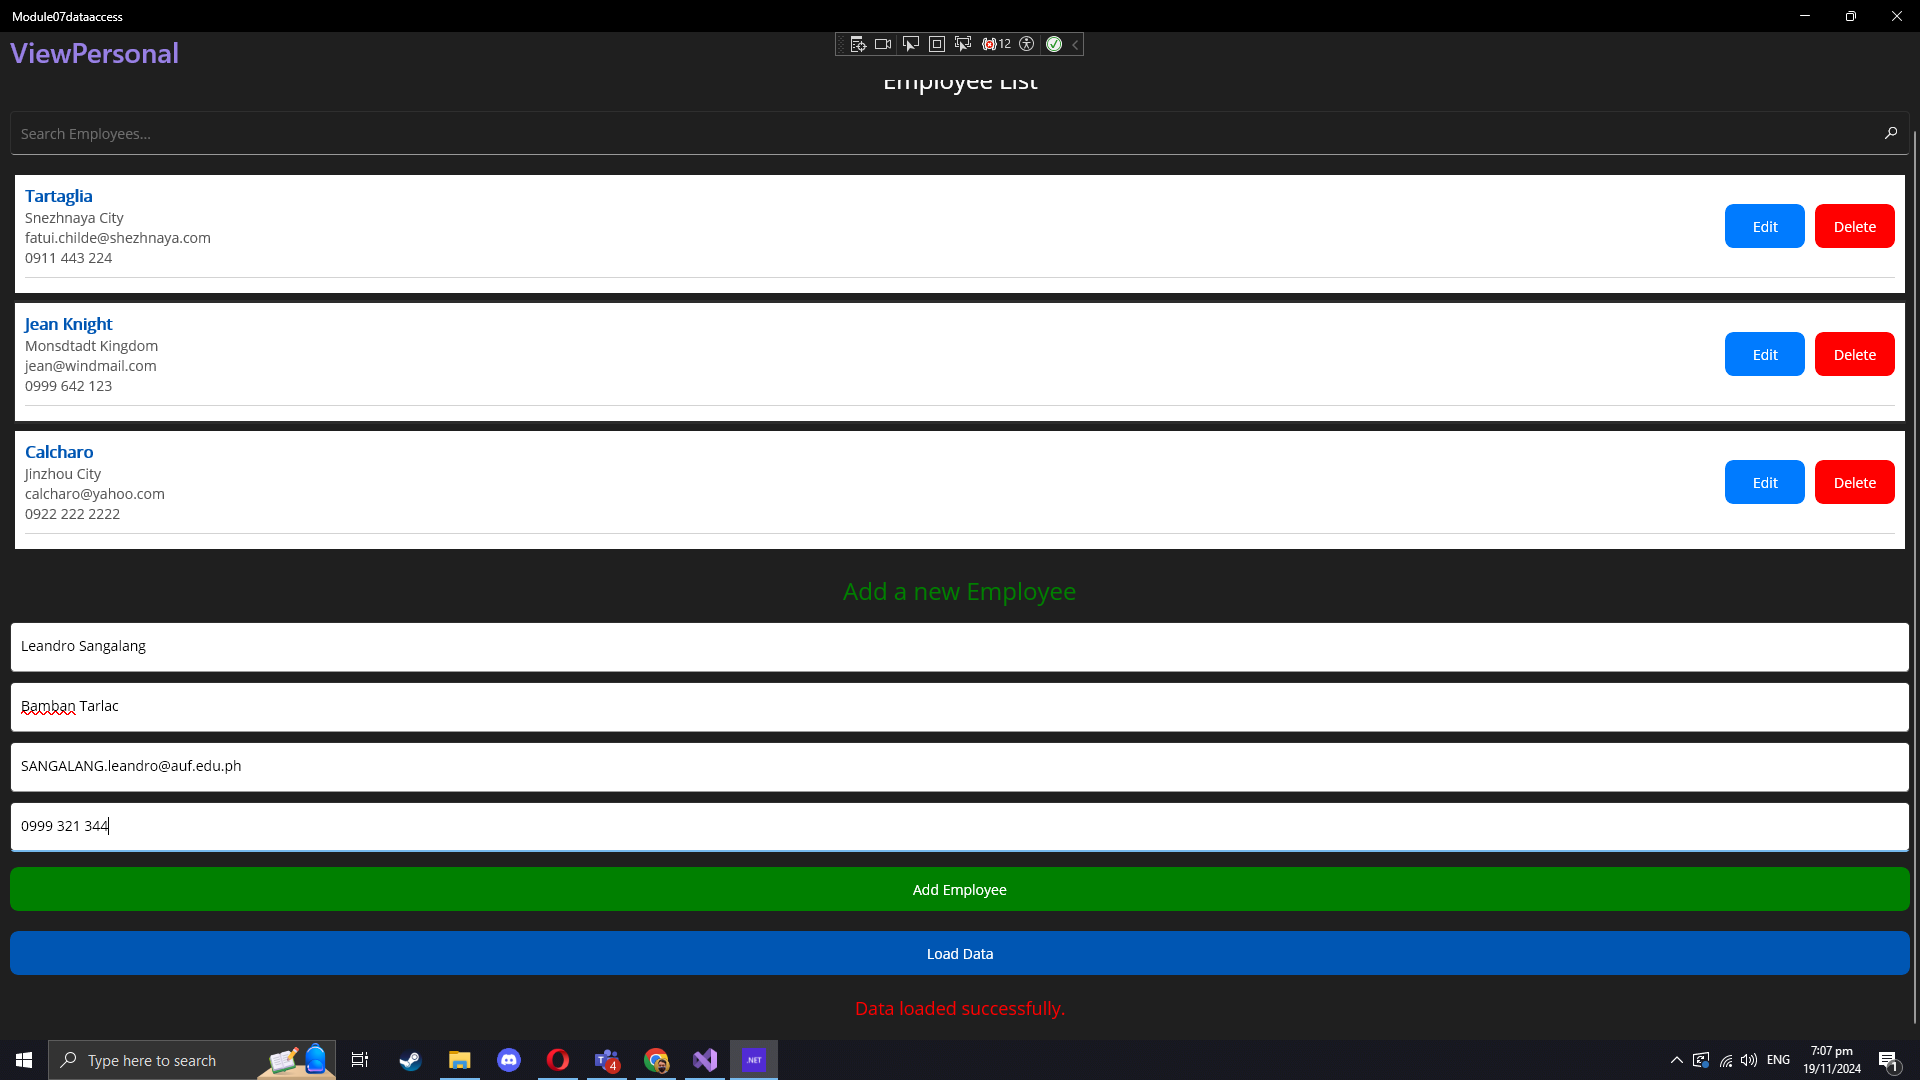 Module07dataaccess
ViewPersonal
12
Employee List
Search Employees...
Tartaglia
Snezhnaya City
fatui.childe@shezhnaya.com
0911 443 224
Edit
Delete
Jean Knight
Monsdtadt Kingdom
jean@windmail.com
0999 642 123
Edit
Delete
Calcharo
Jinzhou City
calcharo@yahoo.com
0922 222 2222
Edit
Delete
Add a new Employee
Leandro Sangalang
Bamban Tarlac
SANGALANG.leandro@auf.edu.ph
0999 321 344
Add Employee
Load Data
Data loaded successfully.
Type here to search
T
4
.NET
ENG
7:07 pm
19/11/2024
1